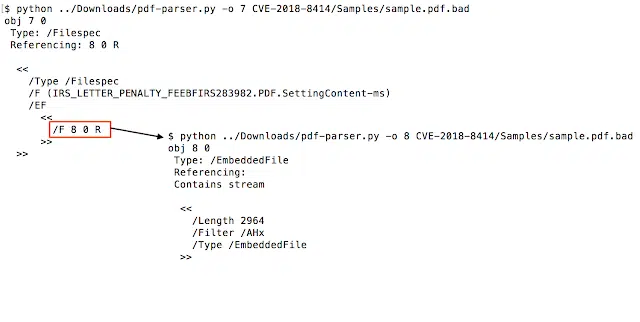 $ python ../Downloads/pdf-parser.py -o 7 CVE-2018-8414/Samples/sample.pdf.bad
obj 7 0
Type: /Filespec
Referencing: 8 0 R
<<
/Type /Filespec
/F (IRS_LETTER_PENALTY_FEEBFIRS283982.PDF.SettingContent-ms)
/EF
<<
/F 8 0 R
>>
>>
$ python ../Downloads/pdf-parser.py -o 8 CVE-2018-8414/Samples/sample.pdf.bad
obj 8 0
Type: /EmbeddedFile
Referencing:
Contains stream
<<
/Length 2964
/Filter /AHx
/Type /EmbeddedFile
>>